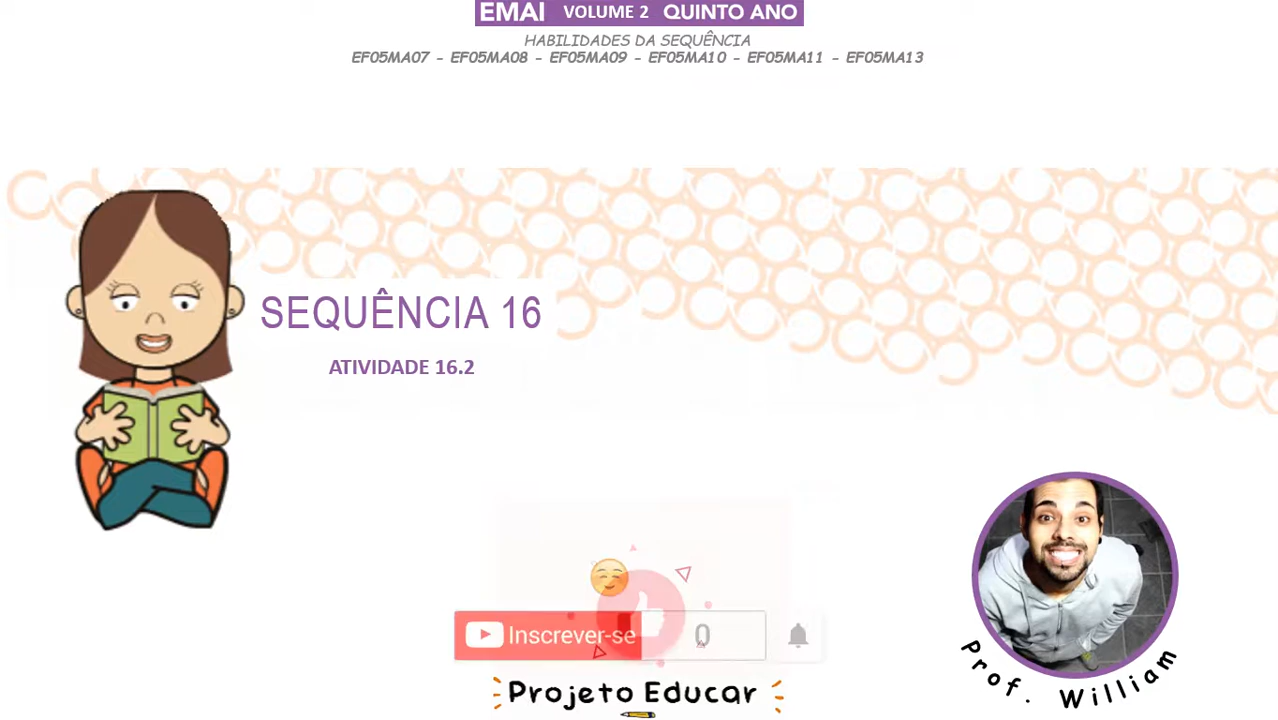 EMAI VOLUME 2 QUINTO ANO
HABILIDADES DA SEQUÊNCIA
EF05MA07 - EF05MA08 - EF05MA09 - EF05MA10 - EF05MA11 - EF05MA13
SEQUÊNCIA 16
ATIVIDADE 16.2
Inscrever-se 0
Prof. William
Projeto Educar